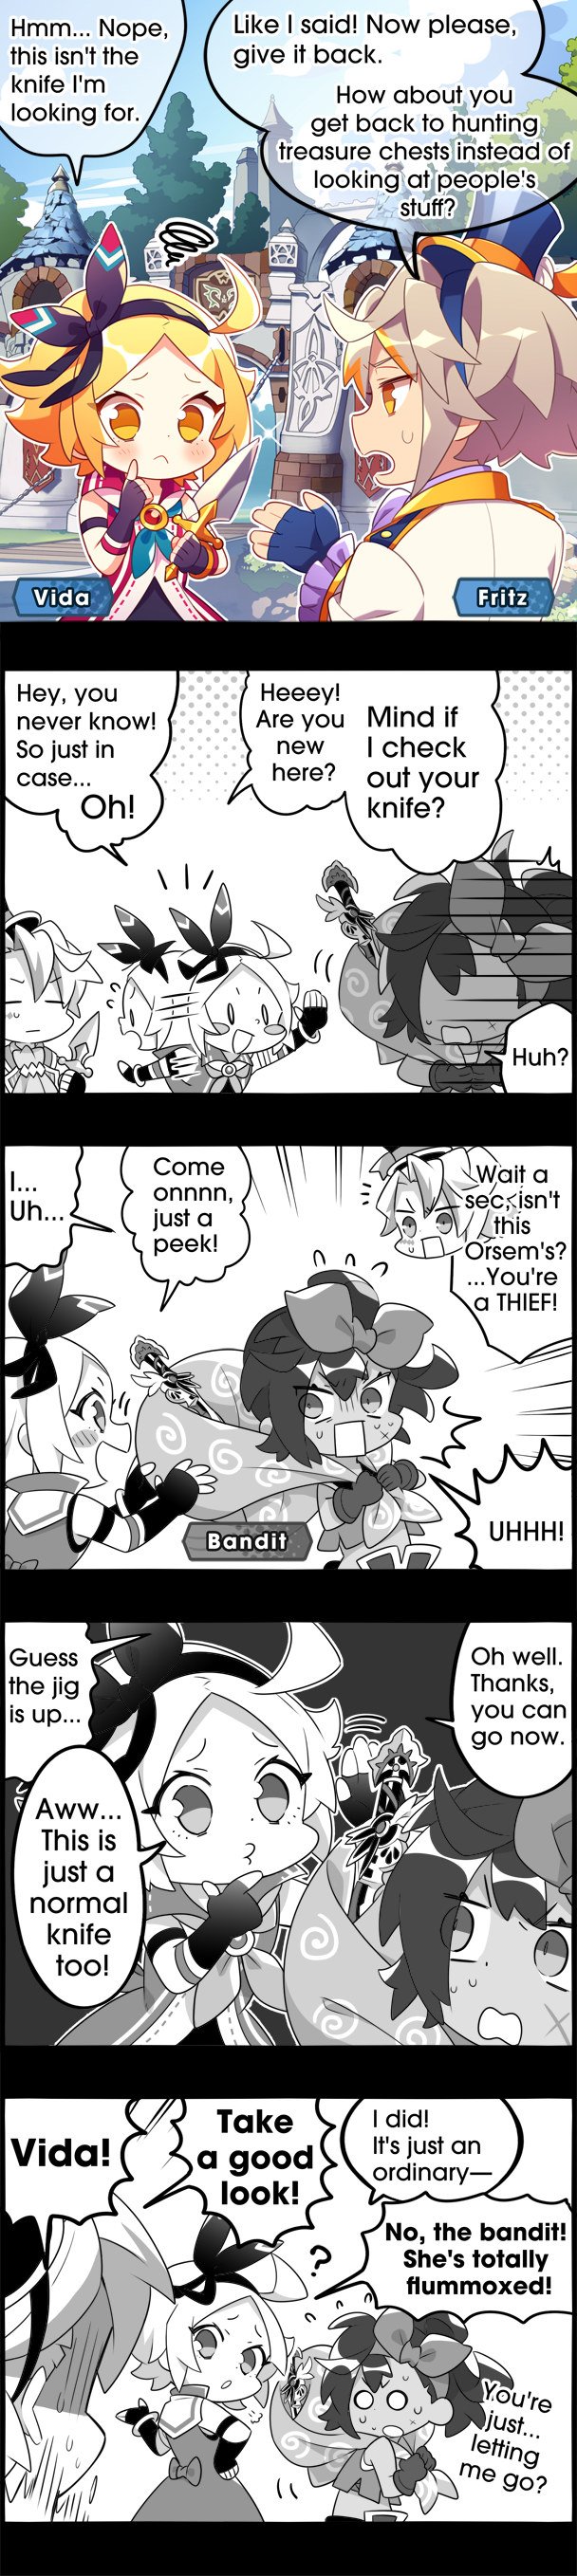 Hmm... Nope,
this isn't the
knife I'm
looking for.
Like I said! Now please,
give it back.
How about you
get back to hunting
treasure chests instead of
looking at people's
stuff?
Vida
Fritz
Hey, you
never know!
So just in
case...
Oh!
Heeey!
Are you
new
here?
Mind if
I check
out your
knife?
Huh?
I...
Uh...
Come
onnnn,
just a
peek!
Wait a
sec, isn't
this
Orsem's?
...You're
a THIEF!
UHHH!
Bandit
Guess
the jig
is up...
Oh well.
Thanks,
you can
go now.
Aww...
This is
just a
normal
knife
too!
Vida!
Take
a good
look!
I did!
It's just an
ordinary—
No, the bandit!
She's totally
flummoxed!
?
You're
just...
letting
me go?